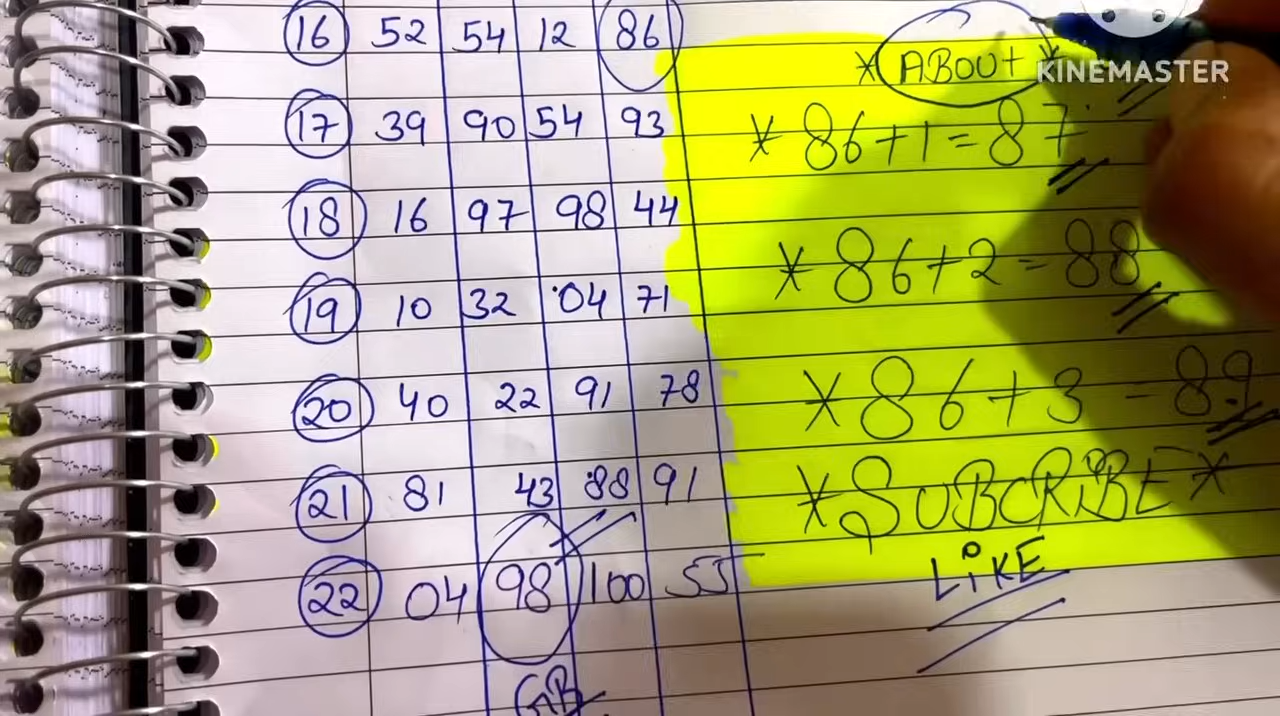 16 52 54 12 86
* ABOUT *
KINEMASTER
17 39 90 54 93
* 86+1=87
18 16 97 98 44
* 86+2=88
19 10 32 04 71
* 86+3-89
20 40 22 91 78
21 81 43 88 91
* SUBCRIBE *
22 04 98 100 55
LiKE
GB